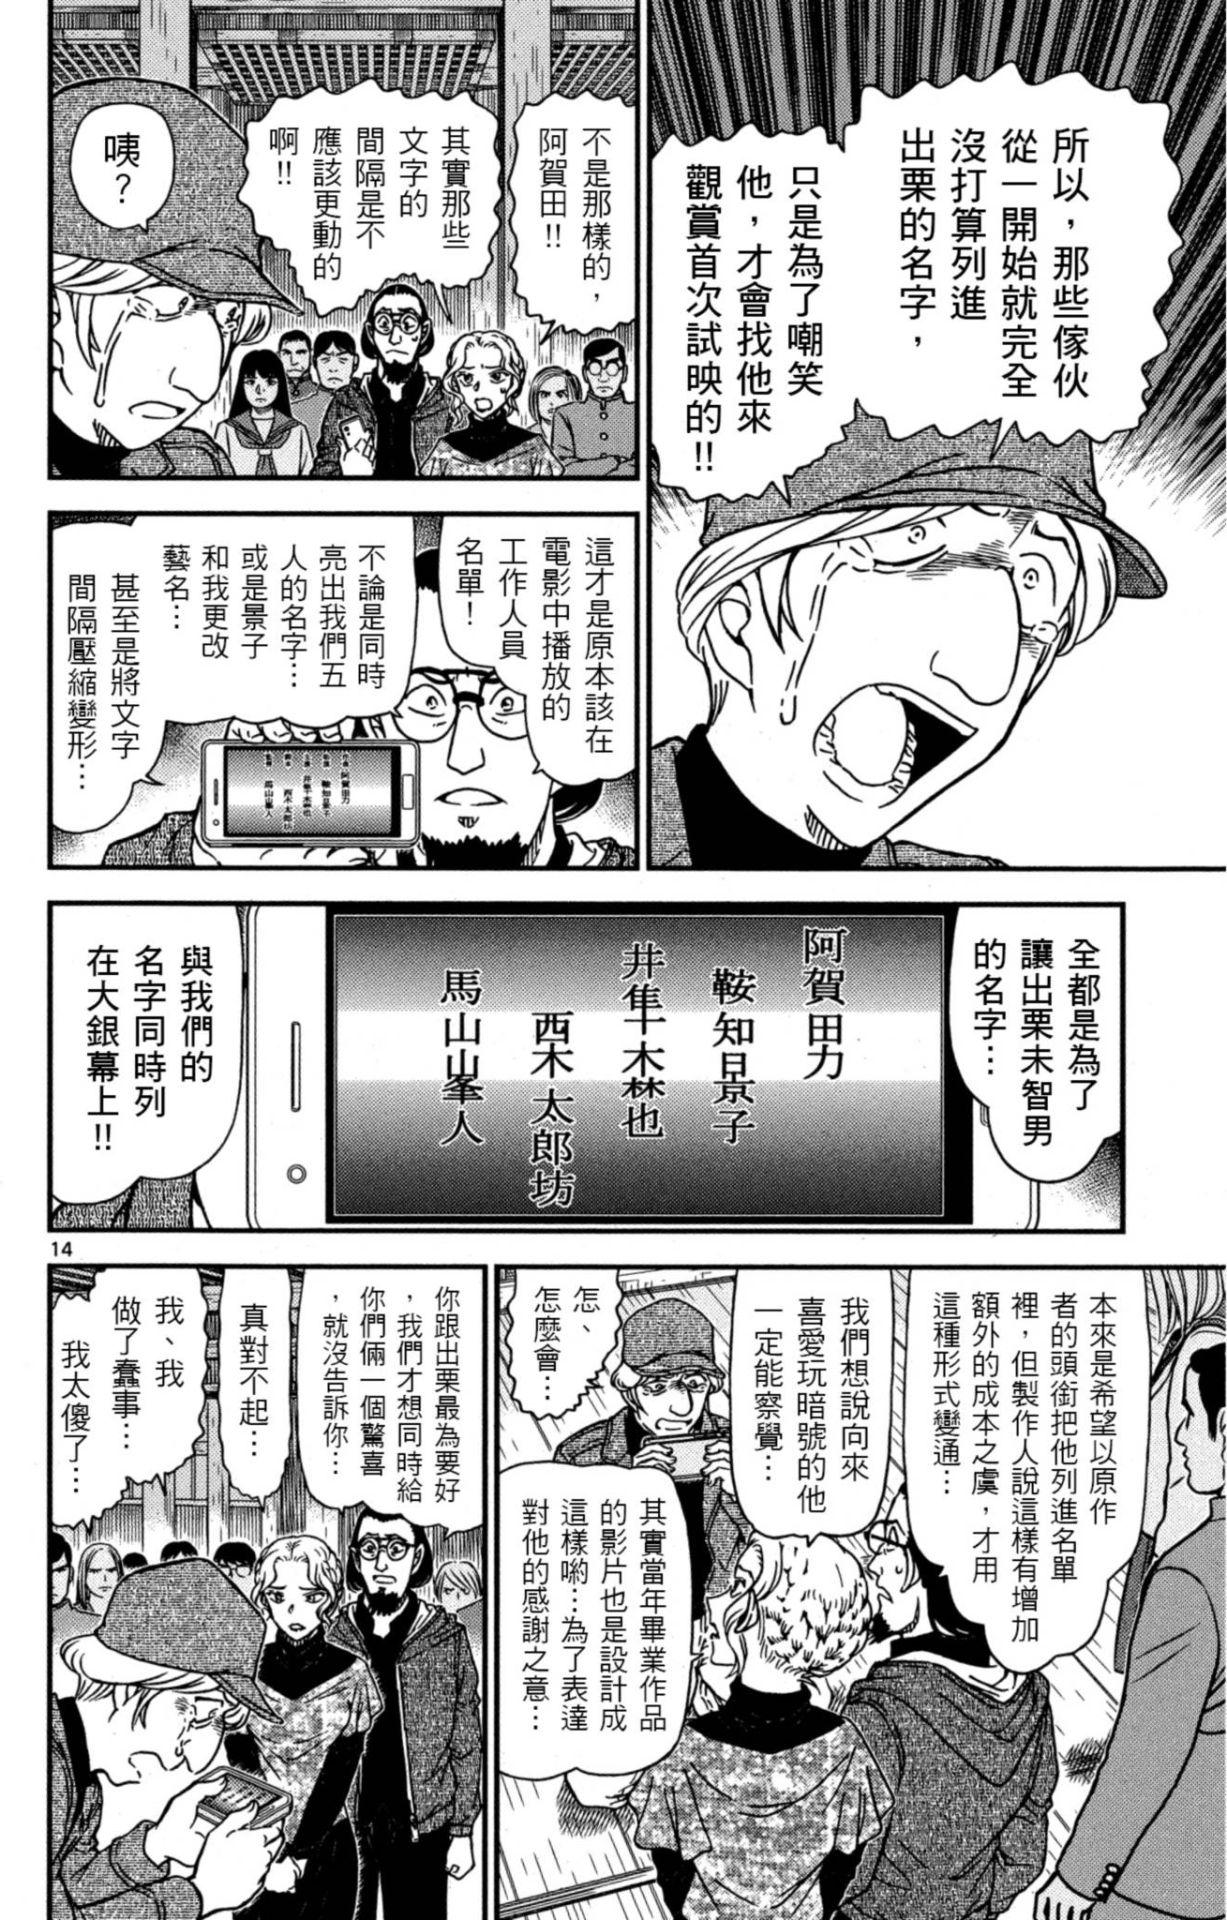 所以，那些傢伙
從一開始就完全
沒打算列進
出栗的名字，
只是為了嘲笑
他，才會找他來
觀賞首次試映的!!
不是那樣的，
阿賀田!!
其實那些
文字的
間隔是不
應該更動的
啊!!
咦？
這才是原本該在
電影中播放的
工作人員
名單！
不論是同時
亮出我們五
人的名字…
或是景子
和我更改
藝名…
甚至是將文字
間隔壓縮變形…
阿賀田力
鞍知景子
井隼千木梺也
西木太郎坊
馬山山峯人
全都是為了
讓出栗未智男
的名字…
阿賀田力
鞍知景子
西木太郎坊
與我們的
名字同時列
在大銀幕上!!
14
本來是希望以原作
者的頭銜把他列進名單
裡，但製作人說這樣有增加
額外的成本之虞，才用
這種形式變通…
我們想說向來
喜愛玩暗號的他
一定能察覺…
怎、
怎麼會…
其實當年畢業作品
的影片也是設計成
這樣喲…為了表達
對他的感謝之意…
你跟出栗最為要好
，我們才想同時給
你們倆一個驚喜
，就沒告訴你…
真對不起…
我、我
做了蠢事…
我太傻了…